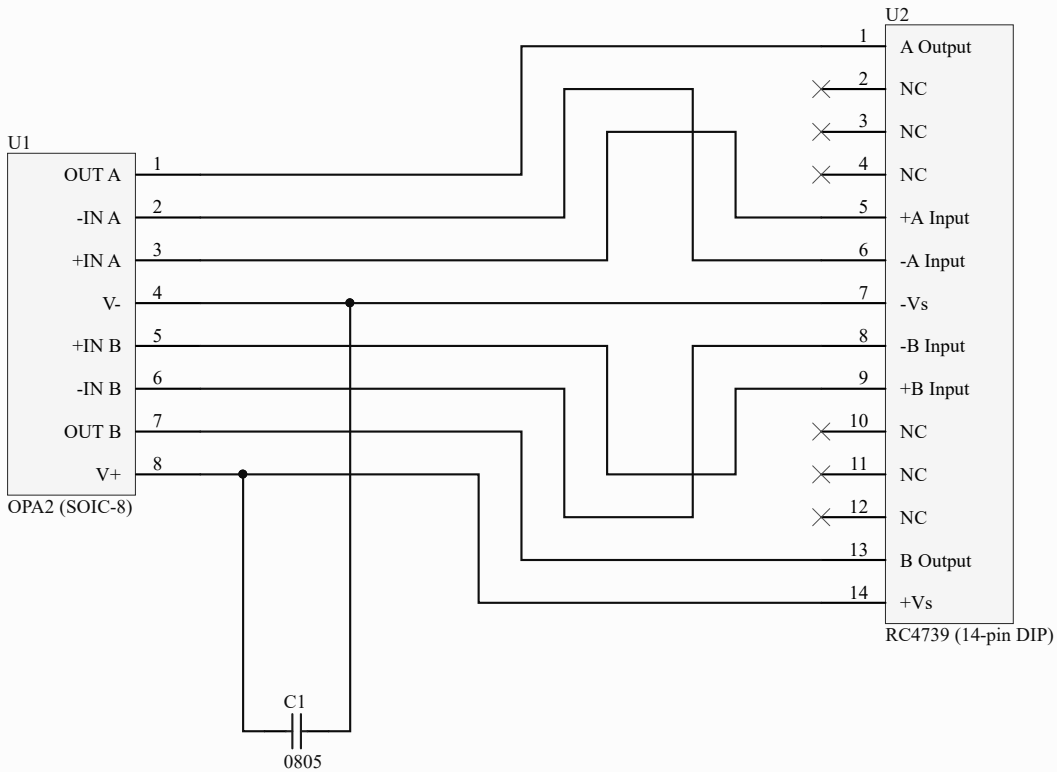 U1
OUT A 1
-IN A 2
+IN A 3
V- 4
+IN B 5
-IN B 6
OUT B 7
V+ 8
OPA2 (SOIC-8)
U2
1 A Output
2 NC
3 NC
4 NC
5 +A Input
6 -A Input
7 -Vs
8 -B Input
9 +B Input
10 NC
11 NC
12 NC
13 B Output
14 +Vs
RC4739 (14-pin DIP)
C1
0805